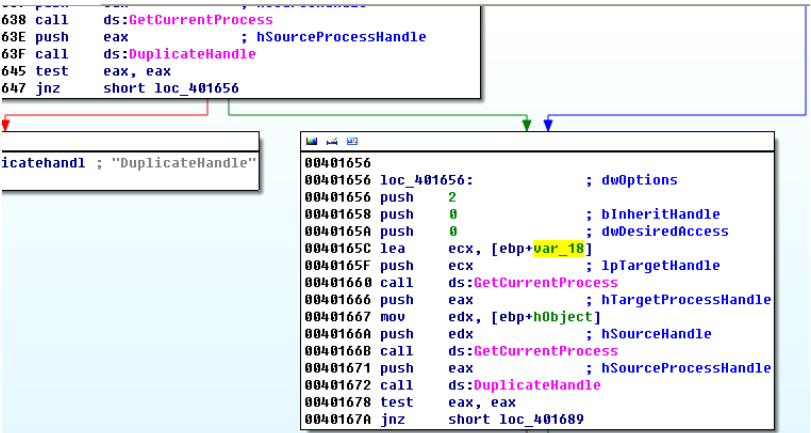 638 call ds:GetCurrentProcess
63E push eax ; hSourceProcessHandle
63F call ds:DuplicateHandle
645 test eax, eax
647 jnz short loc_401656
icatehandl ; "DuplicateHandle"
00401656
00401656 loc_401656: ; dwOptions
00401656 push 2
00401658 push 0 ; bInheritHandle
0040165A push 0 ; dwDesiredAccess
0040165C lea ecx, [ebp+var_18]
0040165F push ecx ; lpTargetHandle
00401660 call ds:GetCurrentProcess
00401666 push eax ; hTargetProcessHandle
00401667 mov edx, [ebp+hObject]
0040166A push edx ; hSourceHandle
0040166B call ds:GetCurrentProcess
00401671 push eax ; hSourceProcessHandle
00401672 call ds:DuplicateHandle
00401678 test eax, eax
0040167A jnz short loc_401689